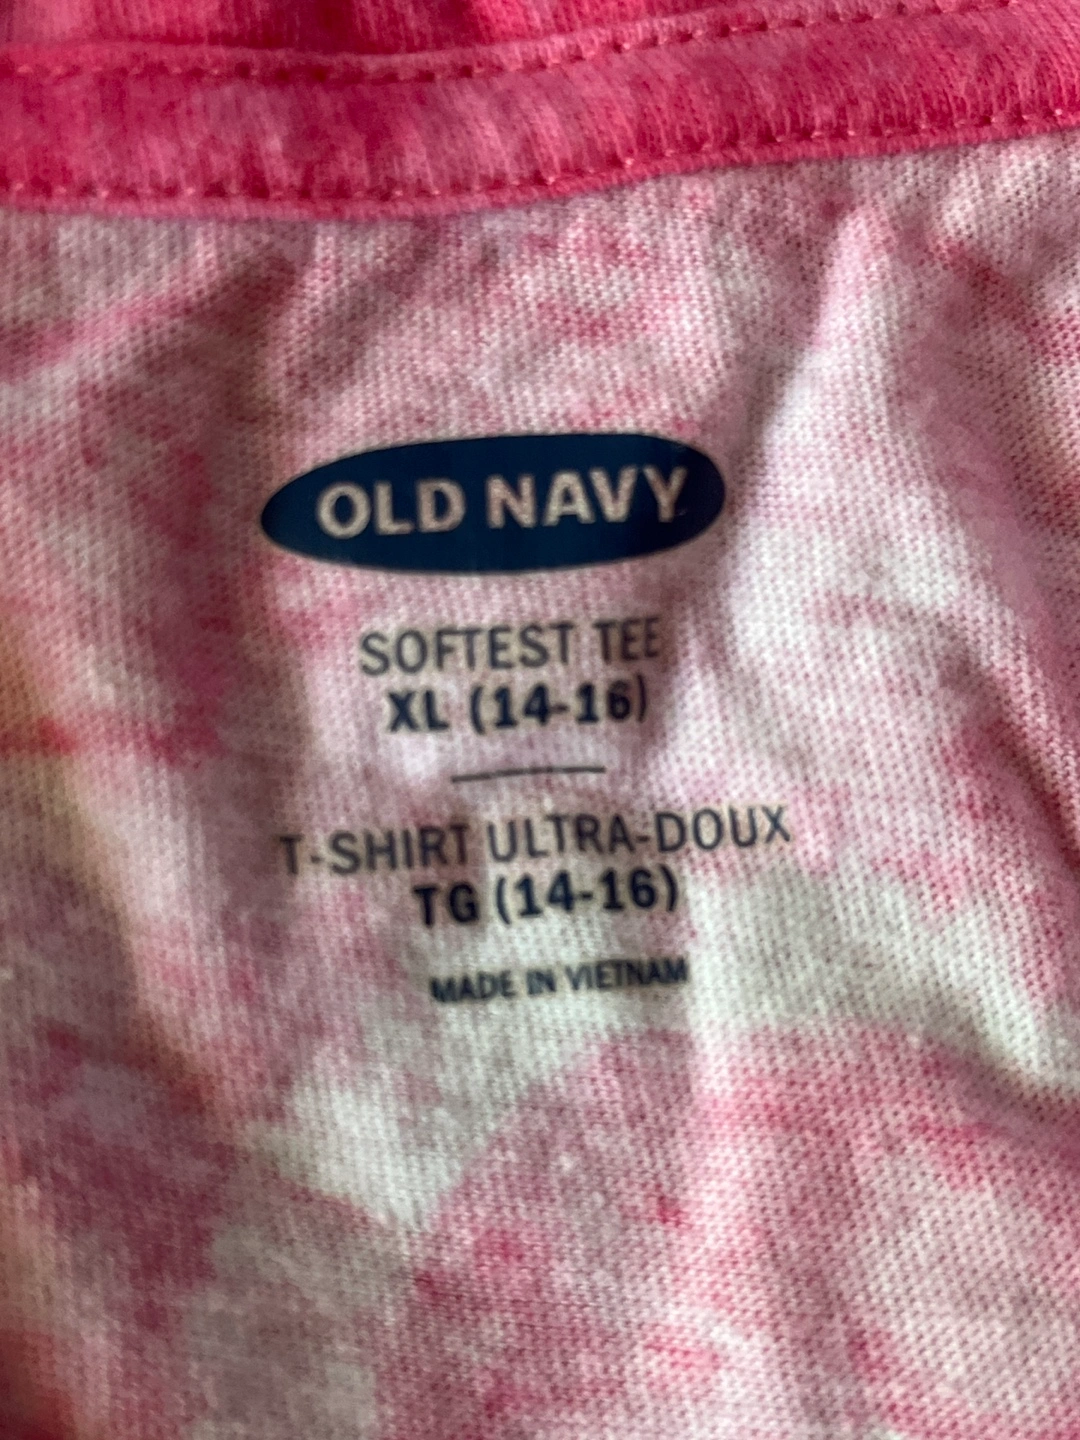 OLD NAVY
SOFTEST TEE
XL (14-16)
T-SHIRT ULTRA-DOUX
TG (14-16)
MADE IN VIETNAM